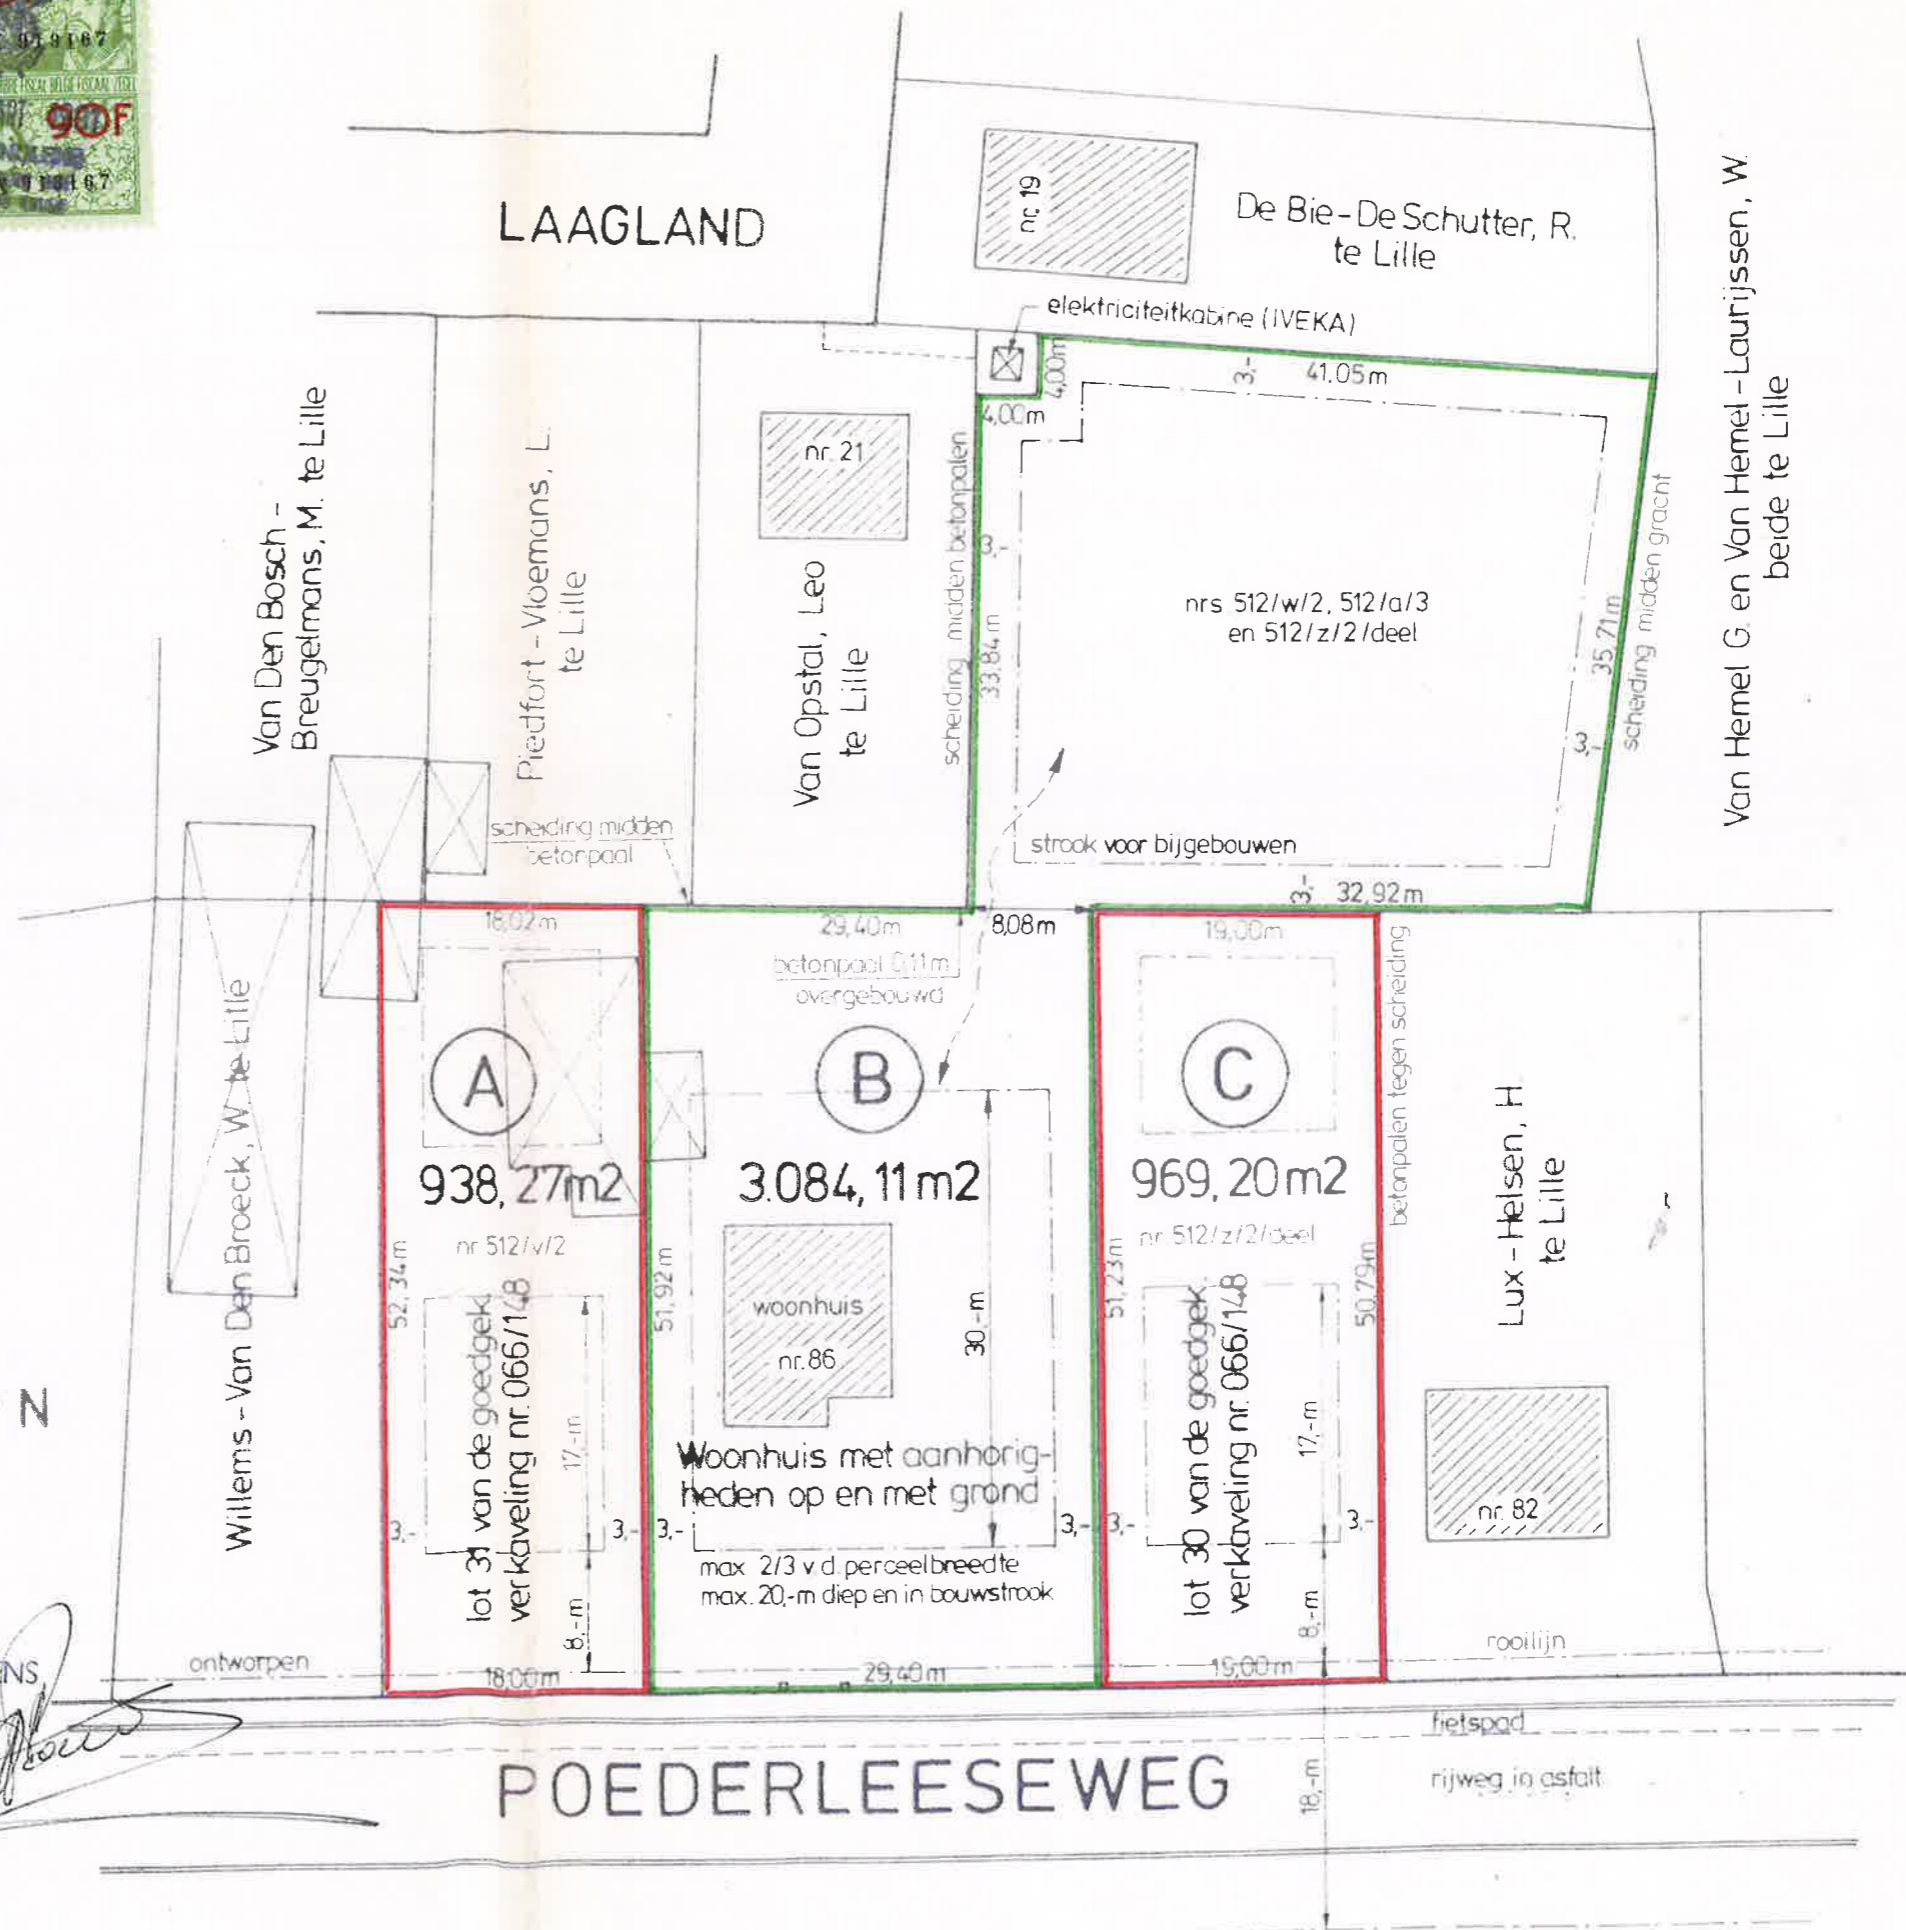 919167
90F
LAAGLAND
nr. 19
De Bie-De Schutter, R.
te Lille
elektriciteitkabine (IVEKA)
4,00m
4,00m
3,-
41.05m
Van Hemel G. en Van Hemel-Laurijssen, W.
beide te Lille
Van Den Bosch-
Breugelmans, M. te Lille
Piedfort-Vloemans, L.
te Lille
nr. 21
Van Opstal, Leo
te Lille
scheiding midden betonpalen
3,-
33,84m
nrs 512/w/2, 512/a/3
en 512/z/2/deel
35,71m
scheiding midden gracht
3,-
scheiding midden
betonpaal
strook voor bijgebouwen
3,-
32,92m
18,02m
29,40m
8,08m
19,00m
betonpaal 0,11m
overgebouwd
betonpalen tegen scheiding
Willems-Van Den Broeck, W. te Lille
A
B
C
938,27m2
3.084,11m2
969,20m2
nr 512/v/2
nr. 512/z/2/deel
52,34m
51,92m
51,23m
50,79m
woonhuis
nr. 86
30,-m
lot 31 van de goedgek.
verkaveling nr. 066/148
17,-m
lot 30 van de goedgek.
verkaveling nr. 066/148
17,-m
Lux-Helsen, H
te Lille
N
Woonhuis met aanhorig-
heden op en met grond
nr. 82
3,-
3,-
3,-
3,-
3,-
3,-
max 2/3 v.d. perceelbreedte
max. 20,-m diep en in bouwstrook
8,-m
8,-m
ontworpen
rooilijn
18,00m
29,40m
19,00m
NS
fietspad
POEDERLEESEWEG
18,-m
rijweg in asfalt